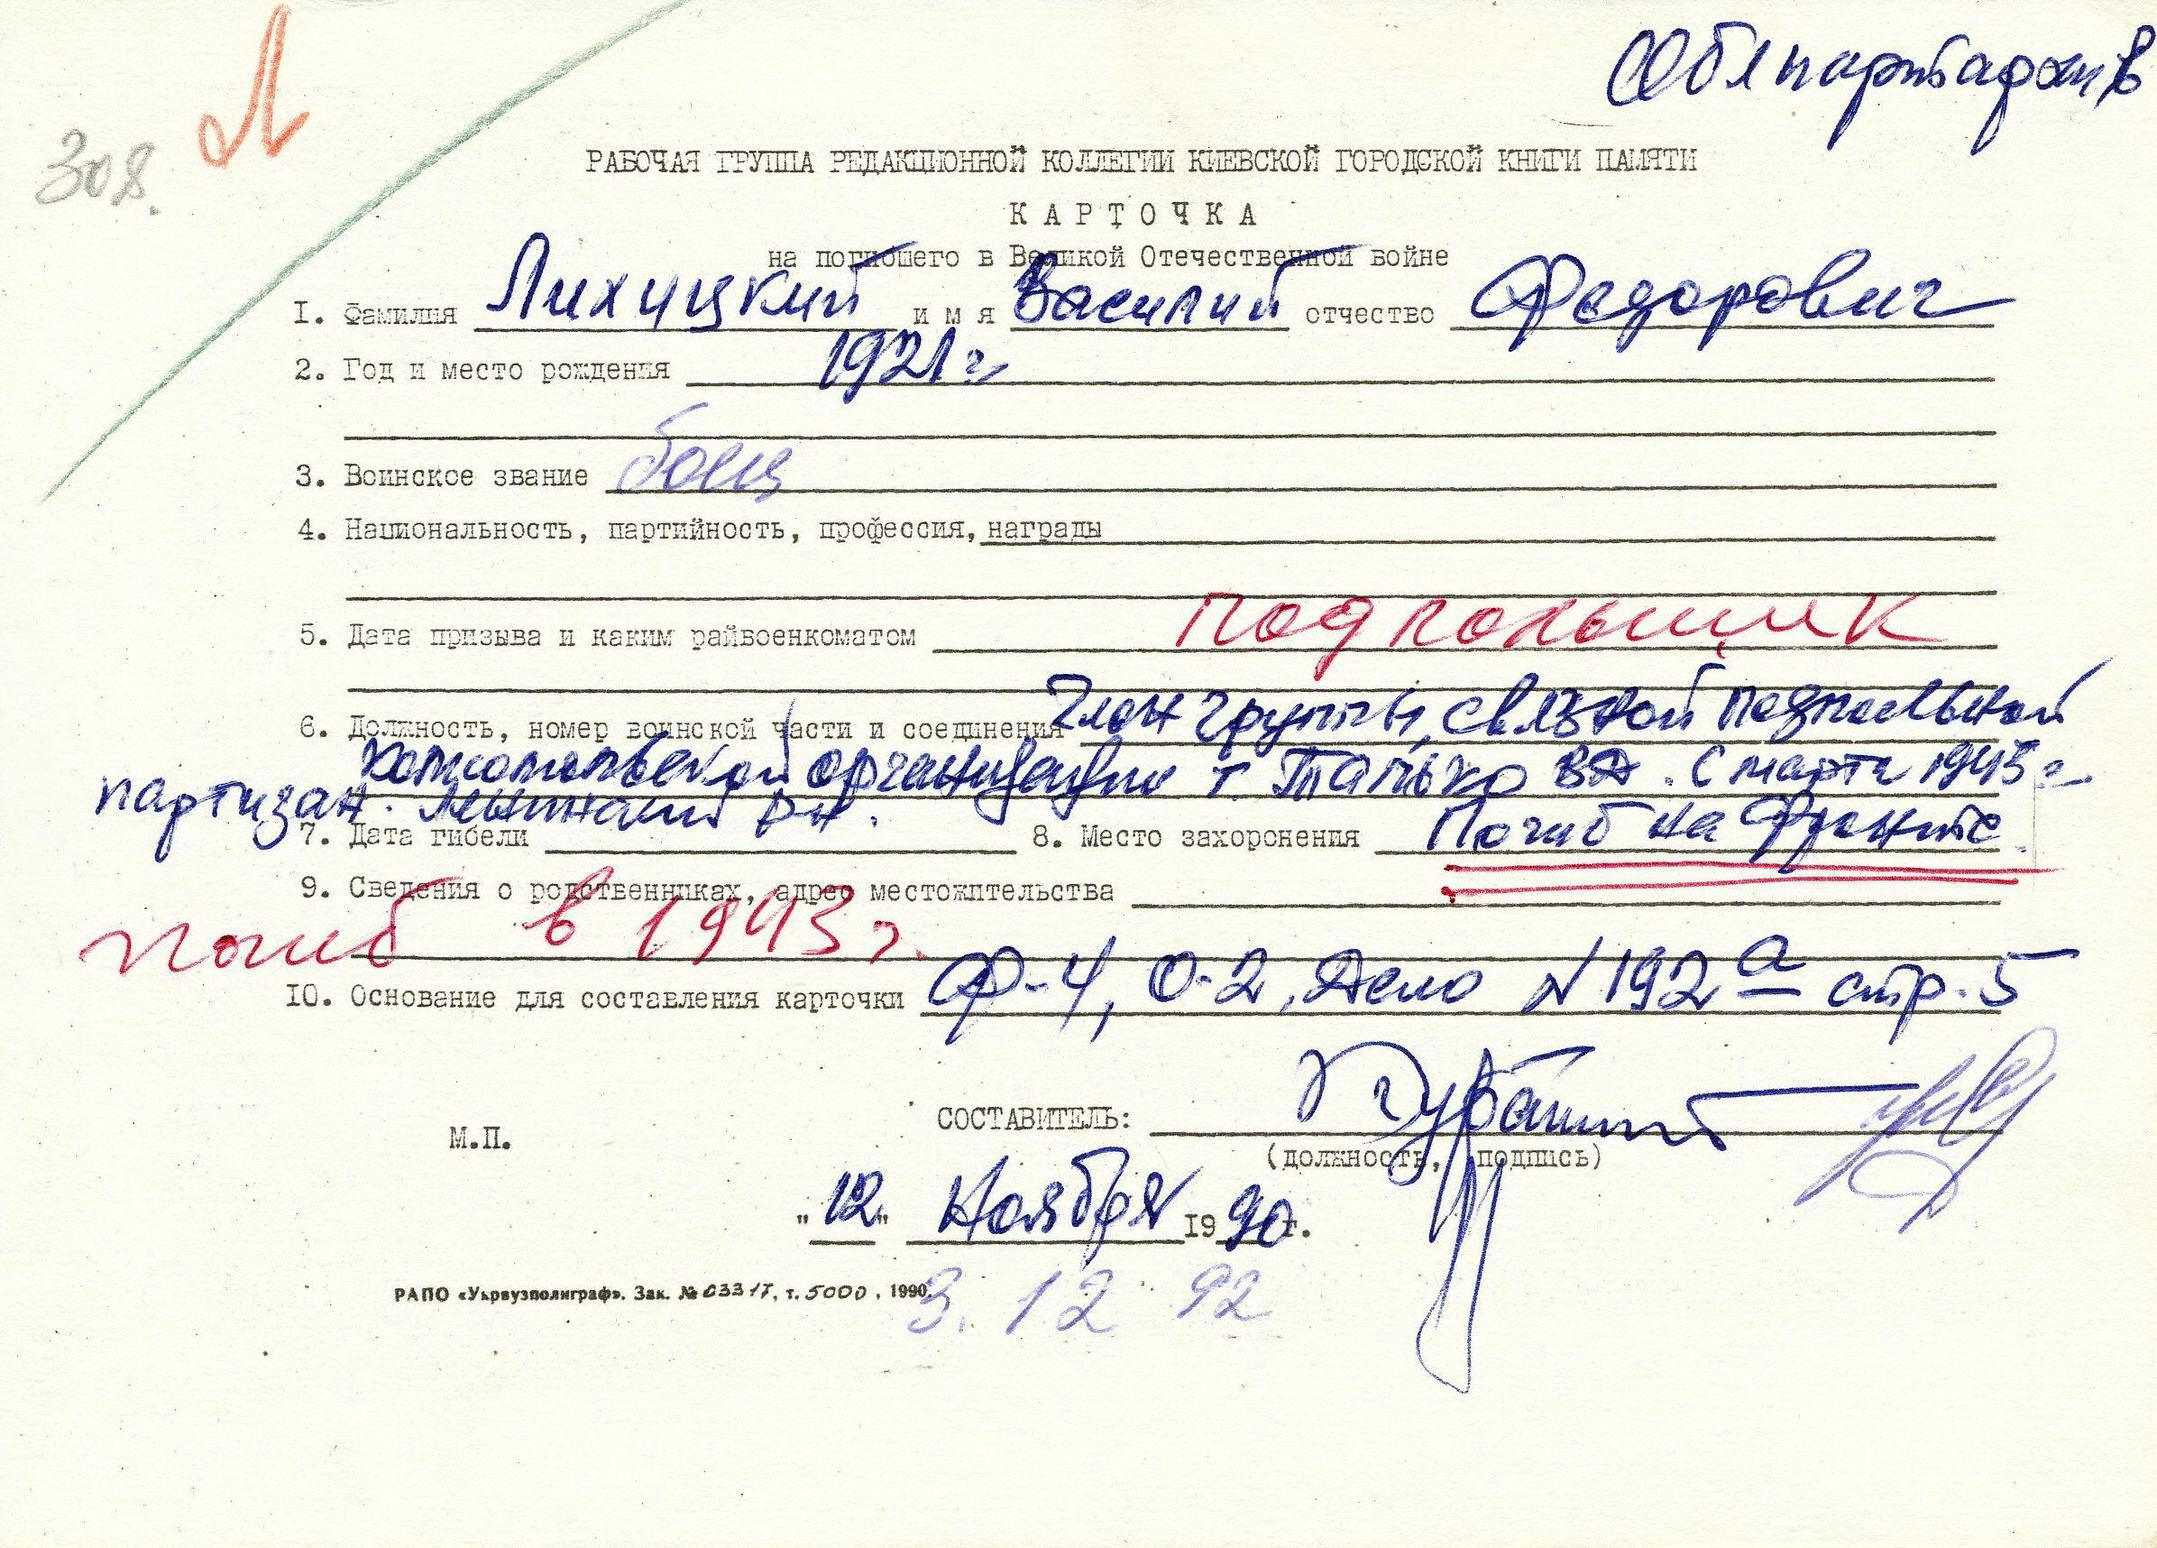 Облпартархив
Л
308.
РАБОЧАЯ ГРУППА РЕДАКЦИОННОЙ КОЛЛЕГИИ КИЕВСКОЙ ГОРОДСКОЙ КНИГИ ПАМЯТИ
КАРТОЧКА
на погибшего в Великой Отечественной войне
1. Фамилия Лихицкий имя Василий отчество Федорович
2. Год и место рождения 1921 г.
3. Воинское звание боец
4. Национальность, партийность, профессия, награды
5. Дата призыва и каким райвоенкоматом подпольщик
6. Должность, номер воинской части и соединения Член группы, связной подпольной
комсомольской организации т. Танько ВА. С марта 1943 г.
партизан.
7. Дата гибели 8. Место захоронения Погиб на фронте.
9. Сведения о родственниках, адрес местожительства
погиб в 1943 г.
10. Основание для составления карточки Ф-4, О-2, Дело N 192а стр. 5
СОСТАВИТЕЛЬ:
М.П. (должность, подпись)
"12" Ноября 1990 г.
РАПО «Укрвузполиграф». Зак. № 03317, т. 5000, 1990.
3. 12 92